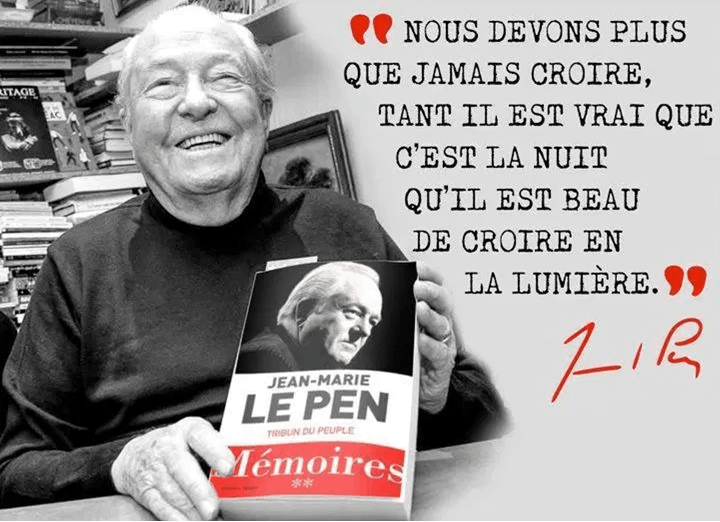 ❝ NOUS DEVONS PLUS
QUE JAMAIS CROIRE,
TANT IL EST VRAI QUE
C'EST LA NUIT
QU'IL EST BEAU
DE CROIRE EN
LA LUMIÈRE.❞
JEAN-MARIE
LE PEN
TRIBUN DU PEUPLE
Mémoires
**